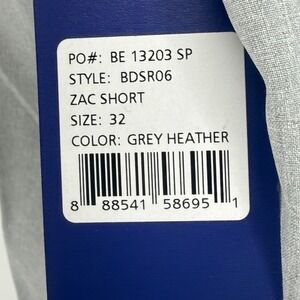 PO#: BE 13203 SP
STYLE: BDSR06
ZAC SHORT
SIZE: 32
COLOR: GREY HEATHER
8 88541 58695 1